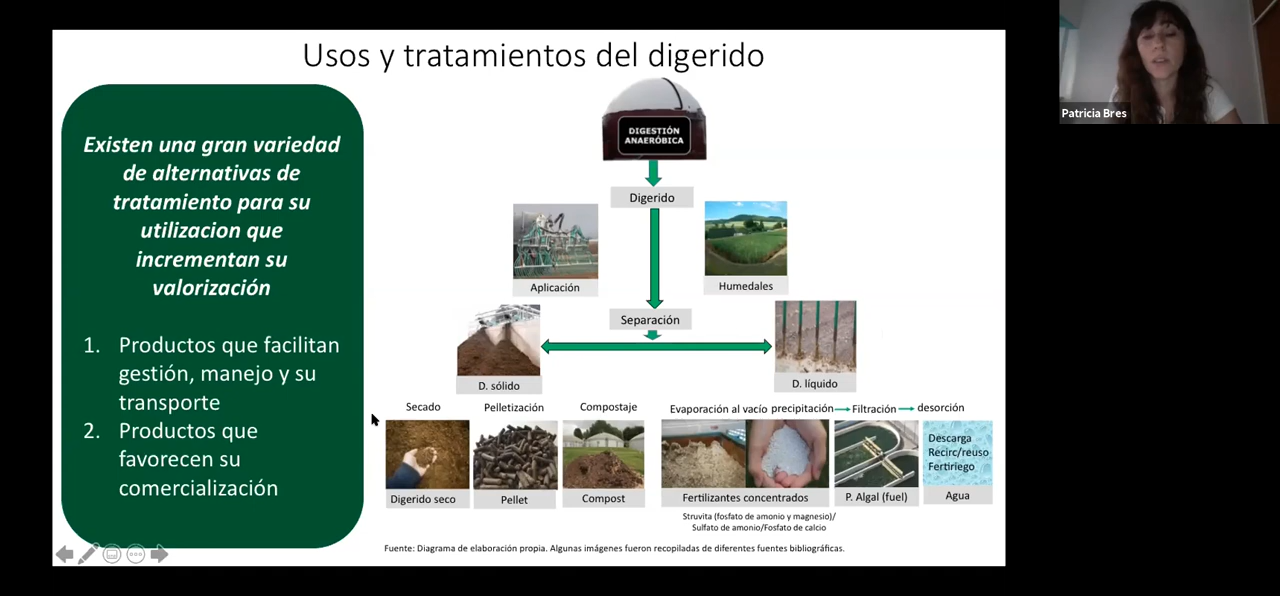 Usos y tratamientos del digerido
Patricia Bres
Existen una gran variedad
de alternativas de
tratamiento para su
utilizacion que
incrementan su
valorización
1. Productos que facilitan
gestión, manejo y su
transporte
2. Productos que
favorecen su
comercialización
DIGESTIÓN
ANAERÓBICA
Digerido
Aplicación
Humedales
Separación
D. sólido
D. líquido
Secado
Pelletización
Compostaje
Evaporación al vacío precipitación Filtración desorción
Descarga
Recirc/reuso
Fertiriego
Digerido seco
Pellet
Compost
Fertilizantes concentrados
P. Algal (fuel)
Agua
Struvita (fosfato de amonio y magnesio)/
Sulfato de amonio/Fosfato de calcio
Fuente: Diagrama de elaboración propia. Algunas imágenes fueron recopiladas de diferentes fuentes bibliográficas.